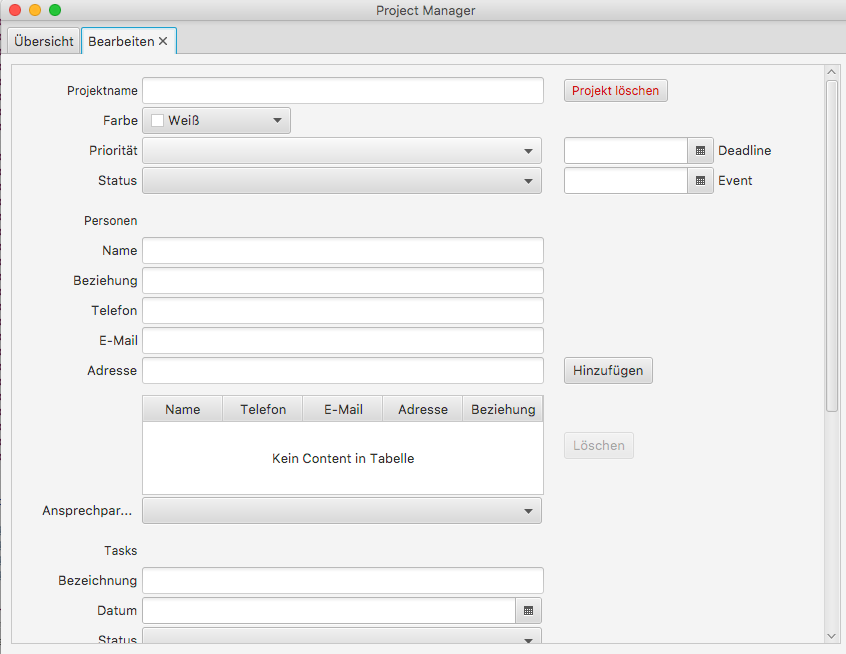 Project Manager
Übersicht Bearbeiten
Projektname Projekt löschen
Farbe Weiß
Priorität Deadline
Status Event
Personen
Name
Beziehung
Telefon
E-Mail
Adresse Hinzufügen
Name Telefon E-Mail Adresse Beziehung
Kein Content in Tabelle
Löschen
Ansprechpar...
Tasks
Bezeichnung
Datum
Status